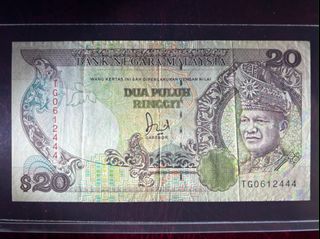 BANK NEGARA MALAYSIA
20
WANG KERTAS INI SAH DIPERLAKUKAN DENGAN NILAI
DUA PULUH
RINGGIT
TG0612444
GABENOR
$20
TG0612444